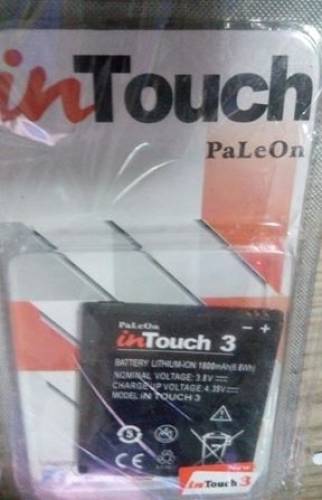 inTouch
PaLeOn
PaLeOn
inTouch 3
BATTERY LITHIUM-ION 1800mAh(6.8Wh)
NOMINAL VOLTAGE: 3.8V
CHARGE UP VOLTAGE: 4.35V
MODEL: IN TOUCH 3
CE
inTouch 3